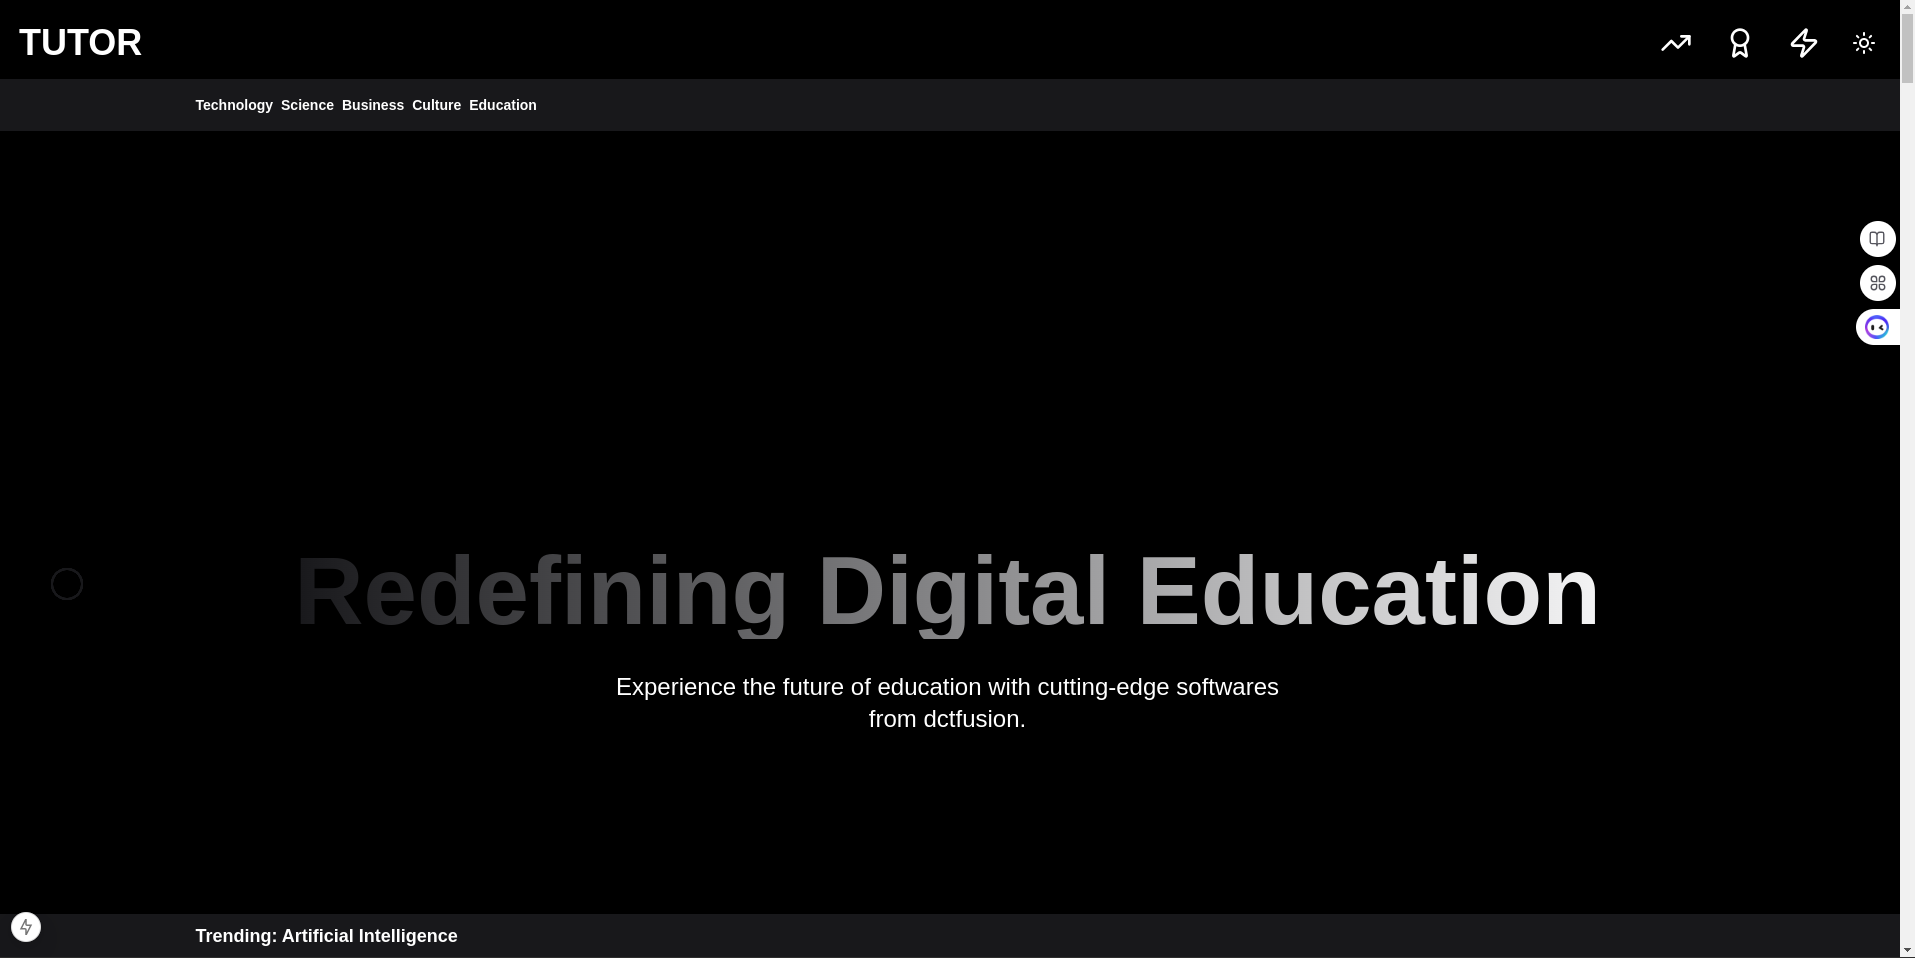 TUTOR
Technology Science Business Culture Education
Redefining Digital Education
Experience the future of education with cutting-edge softwares
from dctfusion.
Trending: Artificial Intelligence